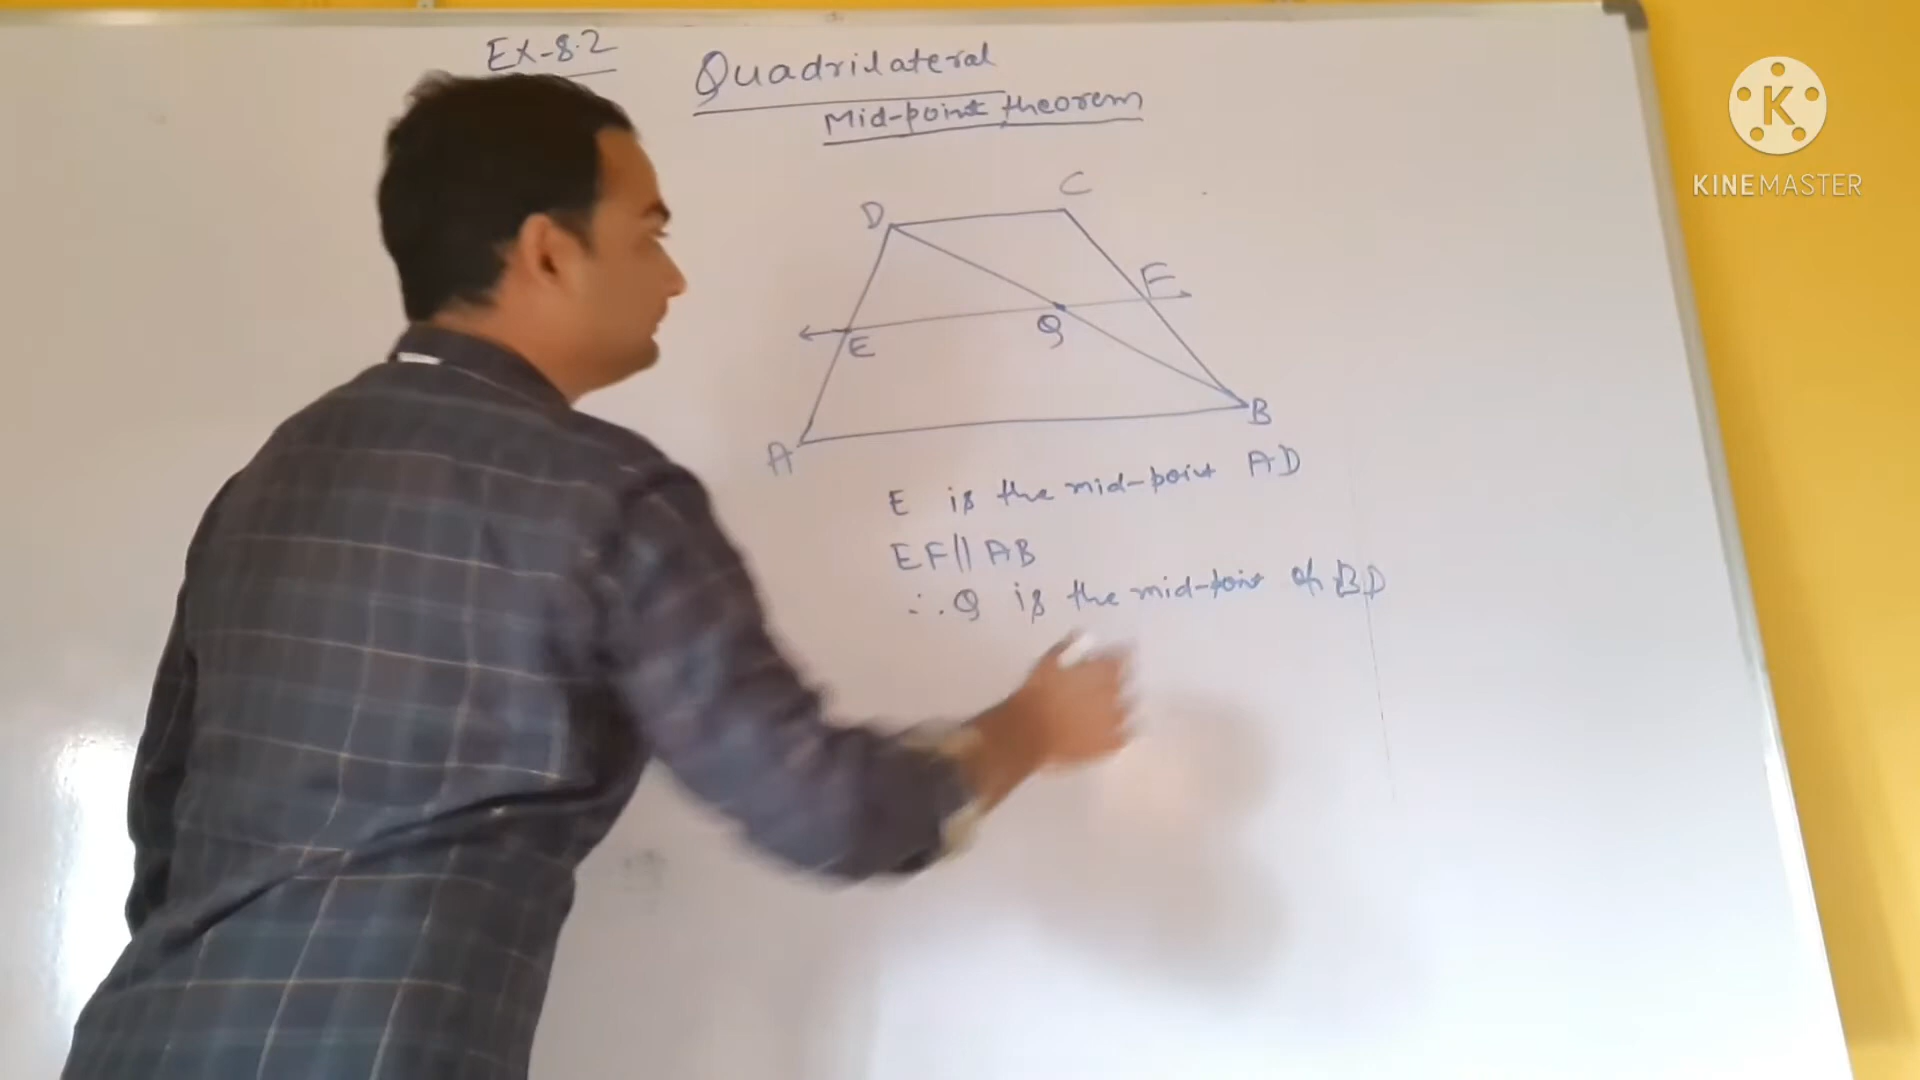 Ex-8.2
Quadrilateral
Mid-point theorem
C
D
F
E
Q
B
A
E is the mid-point AD
EF || AB
∴ Q is the mid-point of BD
K
KINEMASTER